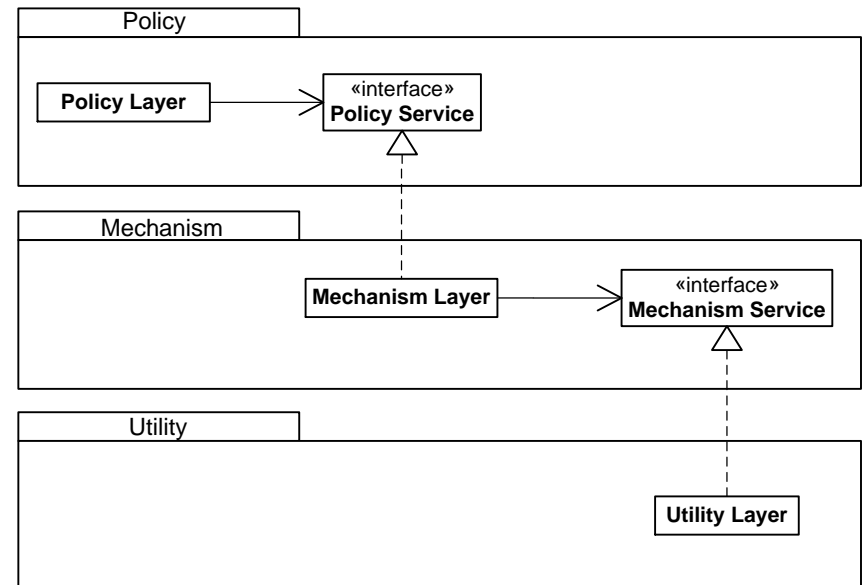 Policy
Policy Layer
«interface»
Policy Service
Mechanism
Mechanism Layer
«interface»
Mechanism Service
Utility
Utility Layer